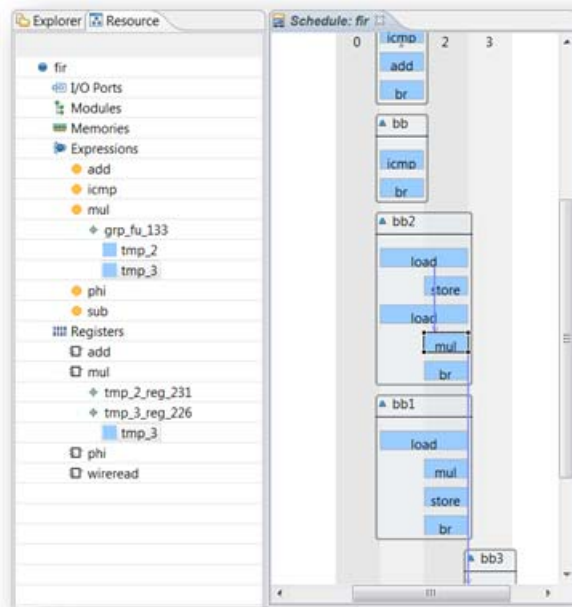 Explorer
Resource
fir
I/O Ports
Modules
Memories
Expressions
add
icmp
mul
grp_fu_133
tmp_2
tmp_3
phi
sub
Registers
add
mul
tmp_2_reg_231
tmp_3_reg_226
tmp_3
phi
wireread
Schedule: fir
0 2 3
icmp
add
br
bb
icmp
br
bb2
load
store
load
mul
br
bb1
load
mul
store
br
bb3